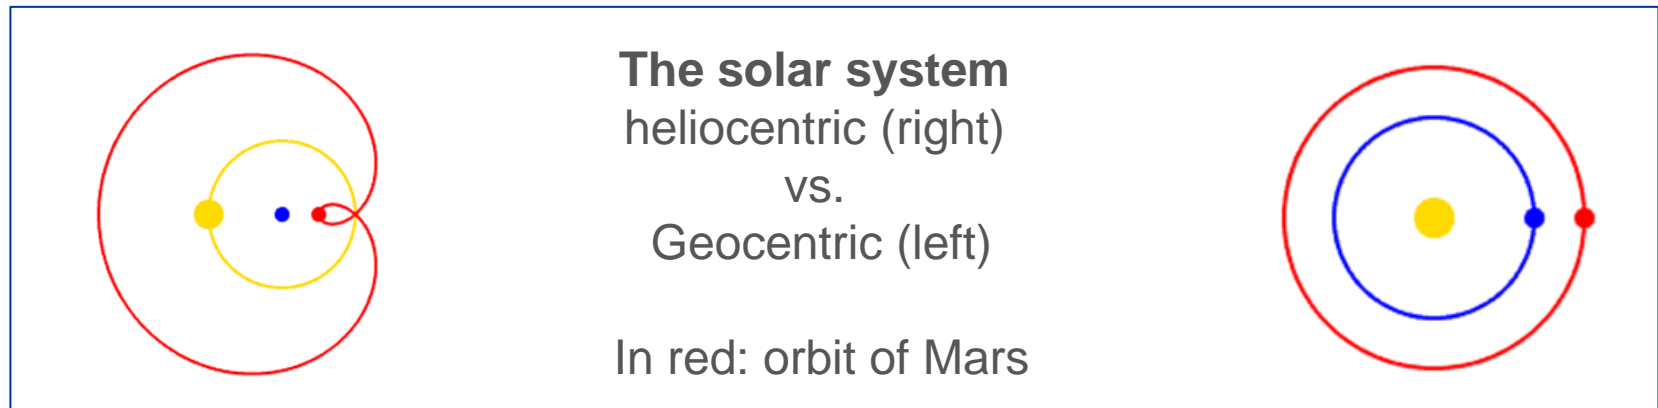 The solar system
heliocentric (right)
vs.
Geocentric (left)
In red: orbit of Mars